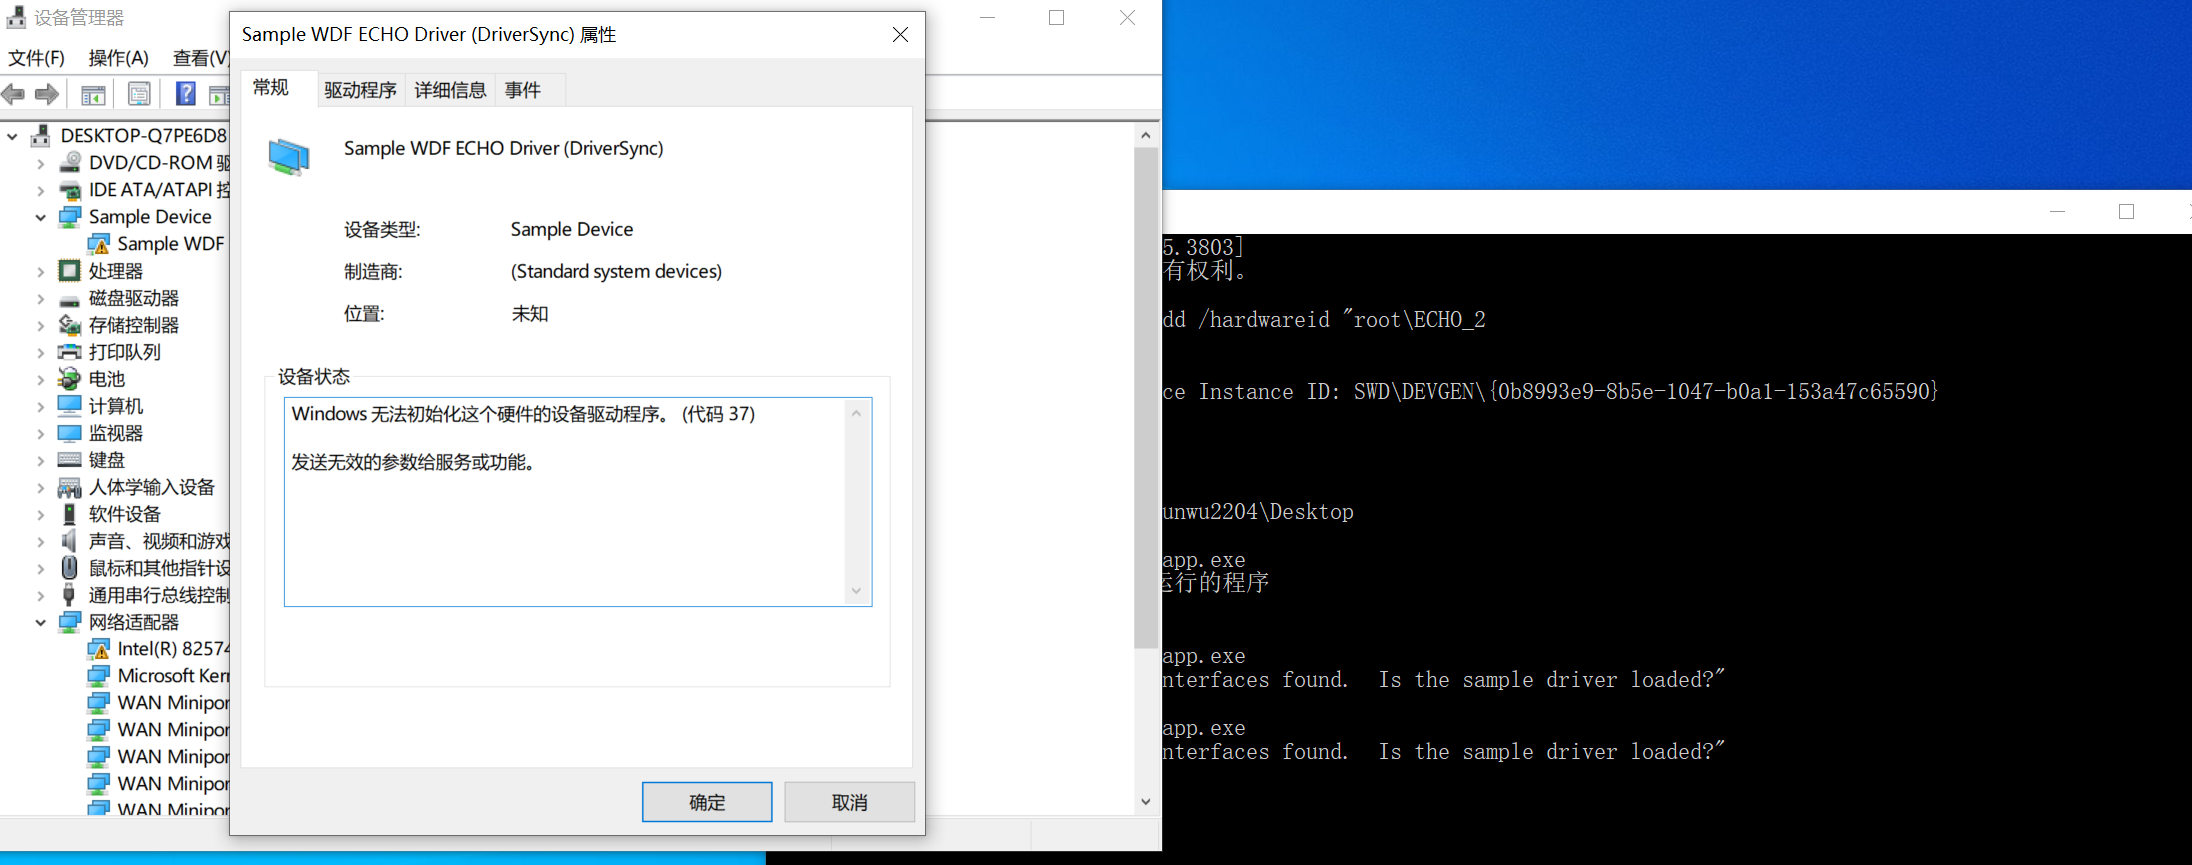 设备管理器
文件(F) 操作(A) 查看(V)
DESKTOP-Q7PE6D8
DVD/CD-ROM 驱
IDE ATA/ATAPI 控
Sample Device
Sample WDF
处理器
磁盘驱动器
存储控制器
打印队列
电池
计算机
监视器
键盘
人体学输入设备
软件设备
声音、视频和游戏
鼠标和其他指针设
通用串行总线控制
网络适配器
Intel(R) 82574
Microsoft Kern
WAN Minipor
WAN Minipor
WAN Minipor
WAN Minipor
WAN Minipor
Sample WDF ECHO Driver (DriverSync) 属性
常规 驱动程序 详细信息 事件
Sample WDF ECHO Driver (DriverSync)
设备类型: Sample Device
制造商: (Standard system devices)
位置: 未知
设备状态
Windows 无法初始化这个硬件的设备驱动程序。 (代码 37)
发送无效的参数给服务或功能。
确定 取消
5.3803]
有权利。
dd /hardwareid "root\ECHO_2
ce Instance ID: SWD\DEVGEN\{0b8993e9-8b5e-1047-b0a1-153a47c65590}
unwu2204\Desktop
app.exe
运行的程序
app.exe
nterfaces found.  Is the sample driver loaded?"
app.exe
nterfaces found.  Is the sample driver loaded?"